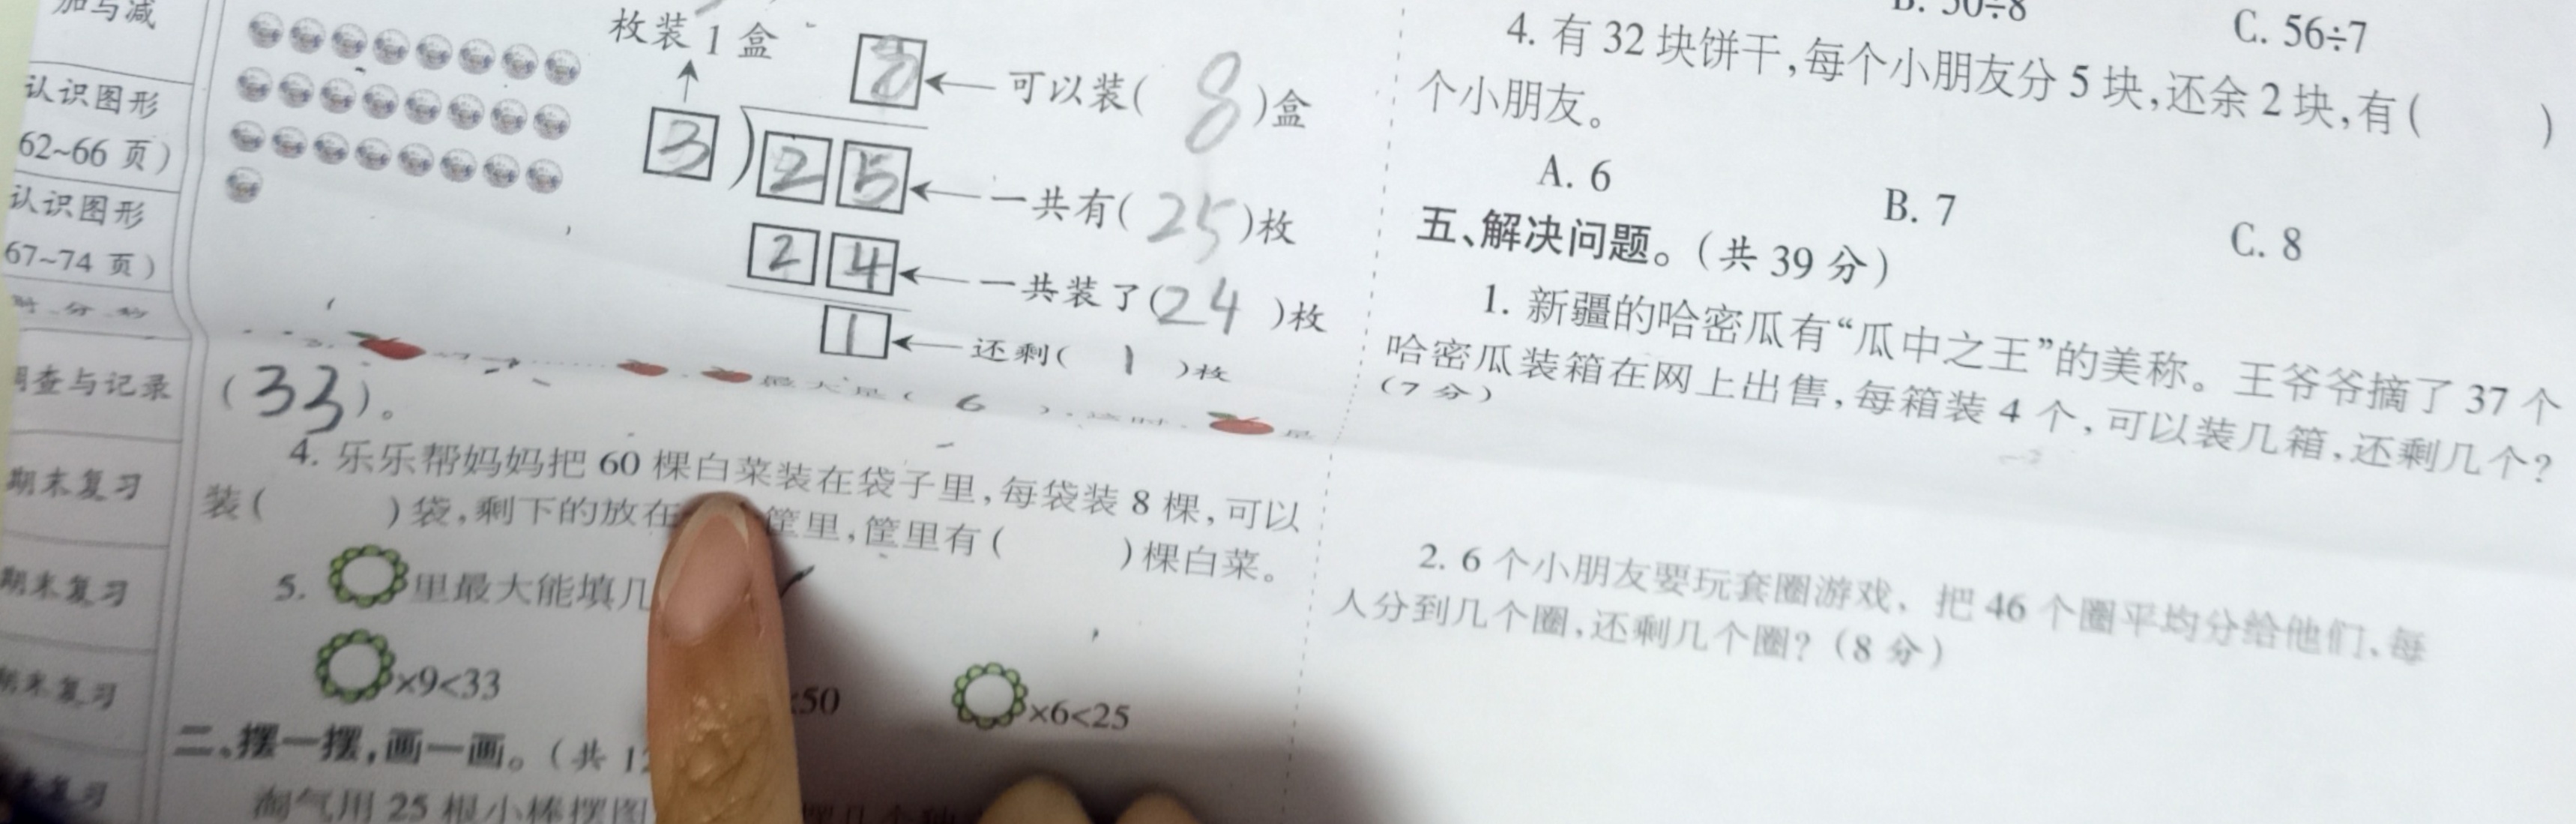 加与减
认识图形
62~66 页)
认识图形
67~74 页)
调查与记录
期末复习
期末复习
期末复习
末复习
枚装 1 盒
8
可以装( 8 )盒
3
25
一共有( 25 )枚
24
一共装了( 24 )枚
1
还剩( 1 )枚
最大是( 6 ),这时
(33)。
4. 乐乐帮妈妈把 60 棵白菜装在袋子里,每袋装 8 棵,可以
装( )袋,剩下的放在 筐里,筐里有( )棵白菜。
5. 里最大能填几
×9<33
<50
×6<25
二、摆一摆,画一画。(共 12
淘气用 25 根小棒摆图
B. 50÷8
C. 56÷7
4. 有 32 块饼干,每个小朋友分 5 块,还余 2 块,有( )
个小朋友。
A. 6
B. 7
C. 8
五、解决问题。(共 39 分)
1. 新疆的哈密瓜有“瓜中之王”的美称。王爷爷摘了 37 个
哈密瓜装箱在网上出售,每箱装 4 个,可以装几箱,还剩几个?
(7 分)
2. 6 个小朋友要玩套圈游戏，把 46 个圈平均分给他们,每
人分到几个圈,还剩几个圈?(8 分)